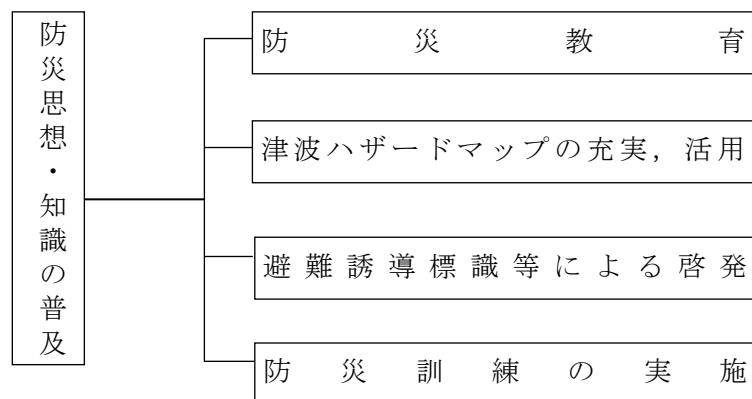 防災思想・知識の普及
防災教育
津波ハザードマップの充実，活用
避難誘導標識等による啓発
防災訓練の実施